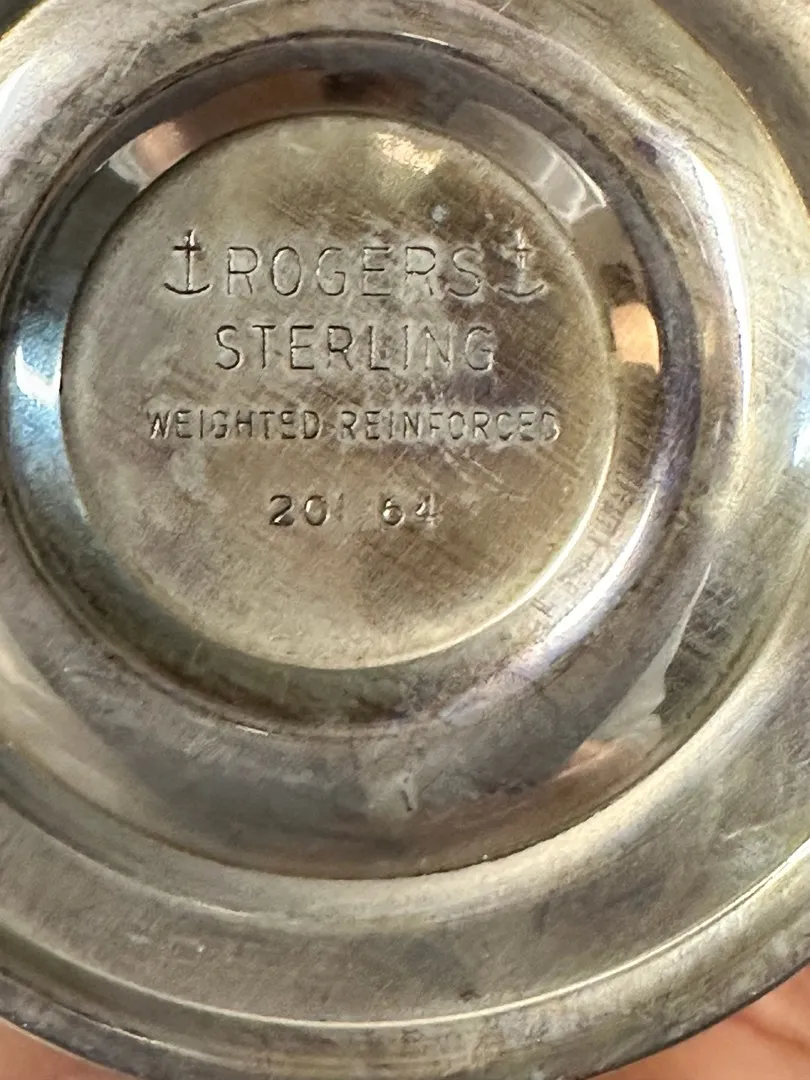 ROGERS
STERLING
WEIGHTED REINFORCED
20 64